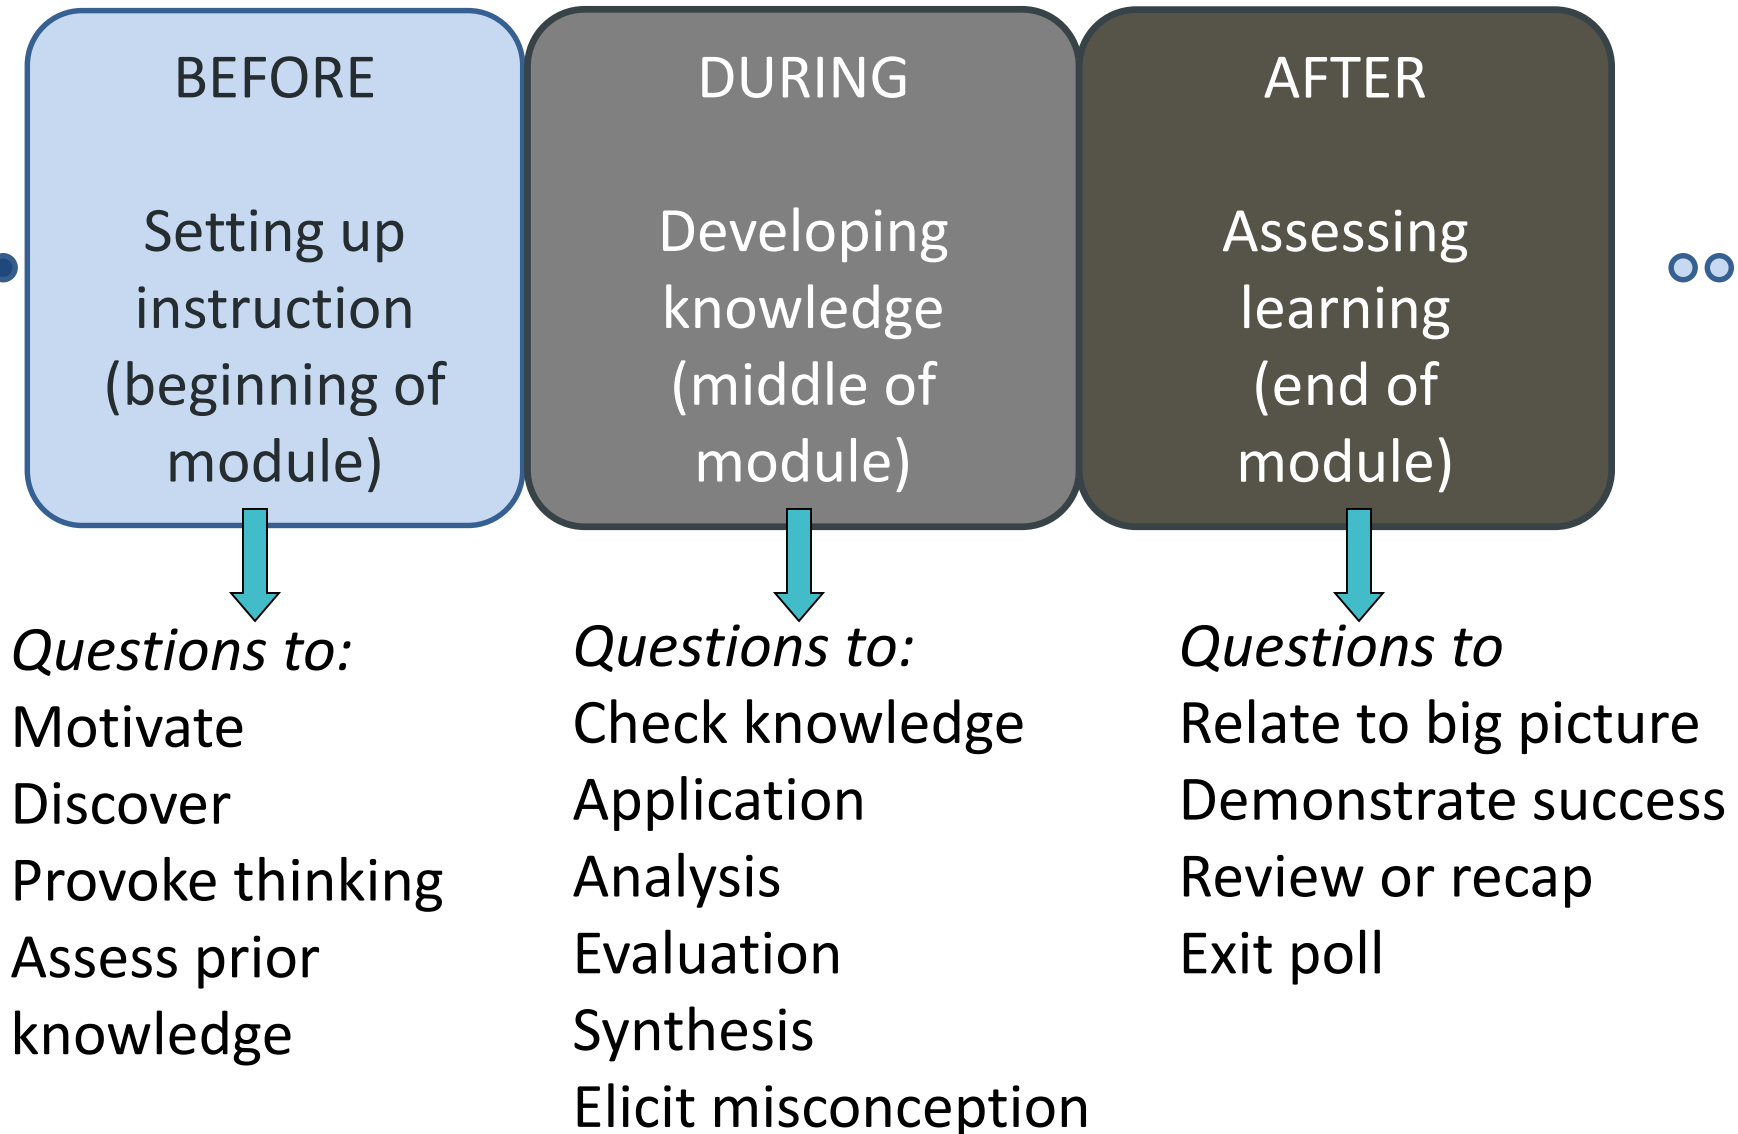 BEFORE
Setting up
instruction
(beginning of
module)
DURING
Developing
knowledge
(middle of
module)
AFTER
Assessing
learning
(end of
module)
Questions to:
Motivate
Discover
Provoke thinking
Assess prior
knowledge
Questions to:
Check knowledge
Application
Analysis
Evaluation
Synthesis
Elicit misconception
Questions to
Relate to big picture
Demonstrate success
Review or recap
Exit poll